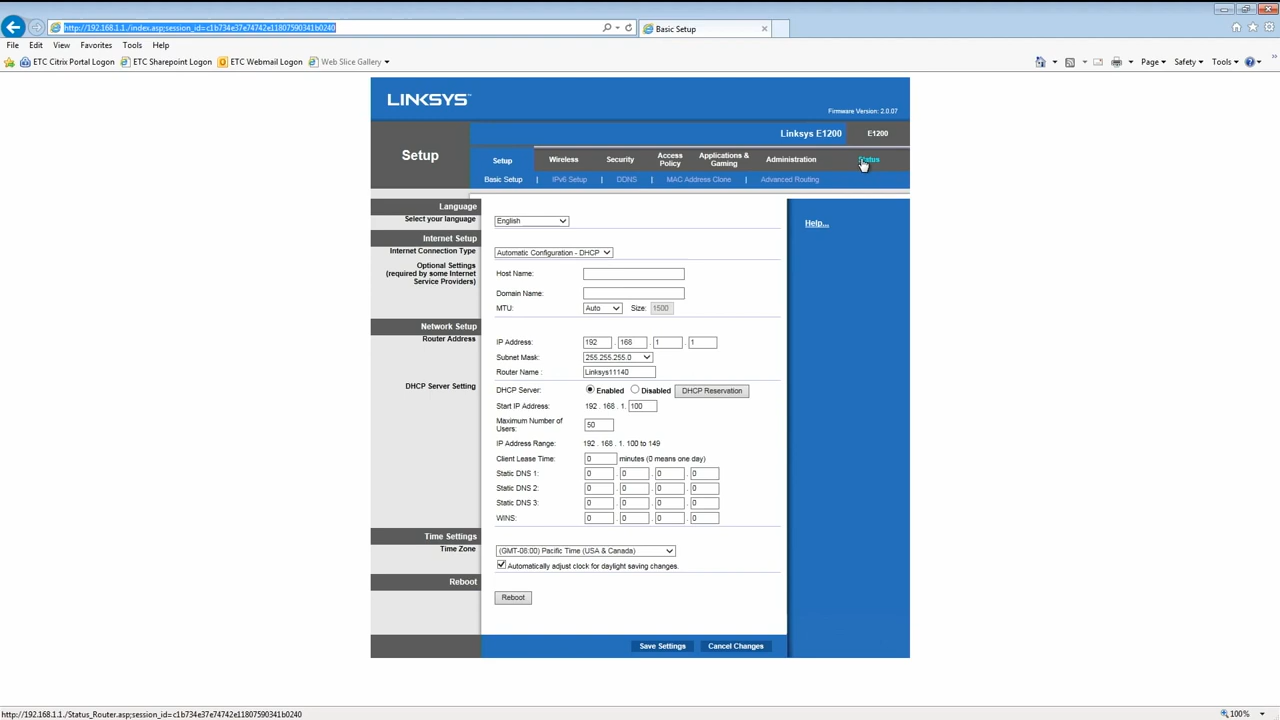 http://192.168.1.1./index.asp;session_id=c1b734e37e74742e11807590341b0240
Basic Setup
File Edit View Favorites Tools Help
ETC Citrix Portal Logon ETC Sharepoint Logon ETC Webmail Logon Web Slice Gallery
Page Safety Tools
LINKSYS™
Firmware Version: 2.0.07
Linksys E1200 E1200
Setup
Setup Wireless Security Access Policy Applications & Gaming Administration Status
Basic Setup | IPv6 Setup | DDNS | MAC Address Clone | Advanced Routing
Language
Select your language English
Help...
Internet Setup
Internet Connection Type Automatic Configuration - DHCP
Optional Settings
(required by some Internet
Service Providers)
Host Name:
Domain Name:
MTU: Auto Size: 1500
Network Setup
Router Address
IP Address: 192 . 168 . 1 . 1
Subnet Mask: 255.255.255.0
Router Name : Linksys11140
DHCP Server Setting
DHCP Server: Enabled Disabled DHCP Reservation
Start IP Address: 192 . 168 . 1. 100
Maximum Number of
Users: 50
IP Address Range: 192 . 168 . 1. 100 to 149
Client Lease Time: 0 minutes (0 means one day)
Static DNS 1: 0 . 0 . 0 . 0
Static DNS 2: 0 . 0 . 0 . 0
Static DNS 3: 0 . 0 . 0 . 0
WINS: 0 . 0 . 0 . 0
Time Settings
Time Zone (GMT-08:00) Pacific Time (USA & Canada)
Automatically adjust clock for daylight saving changes.
Reboot
Reboot
Save Settings Cancel Changes
http://192.168.1.1./Status_Router.asp;session_id=c1b734e37e74742e11807590341b0240
100%